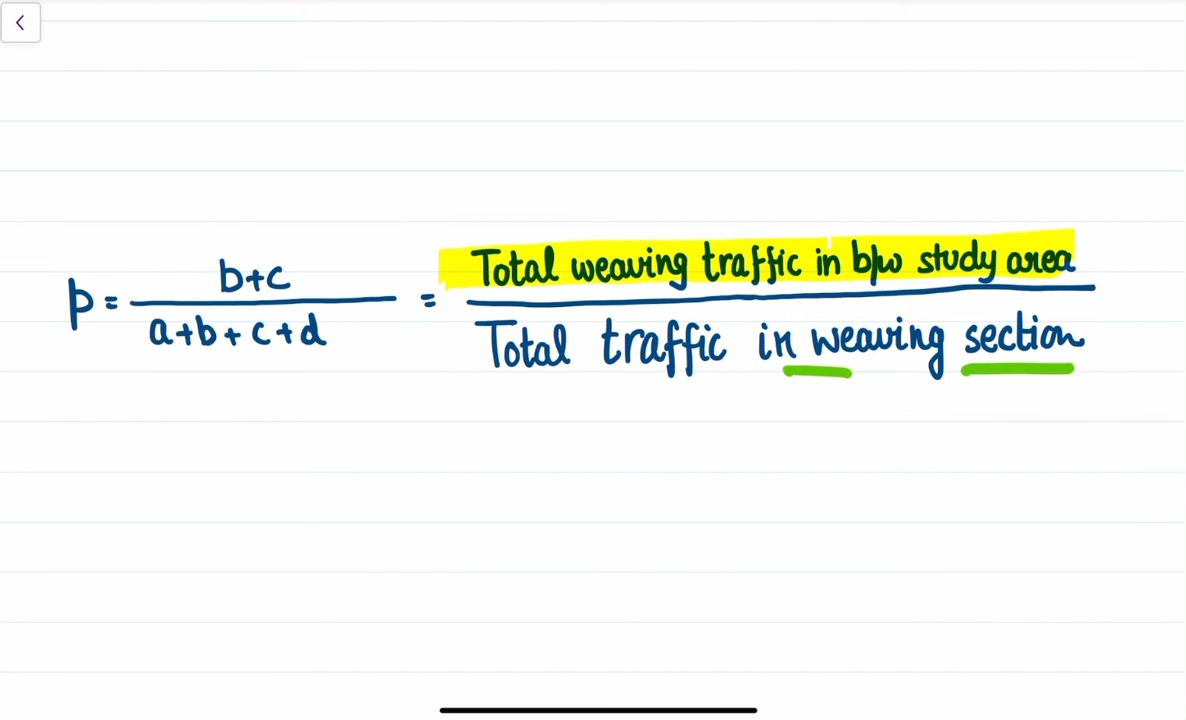 p = b+c / a+b+c+d = Total weaving traffic in b/w study area / Total traffic in weaving section